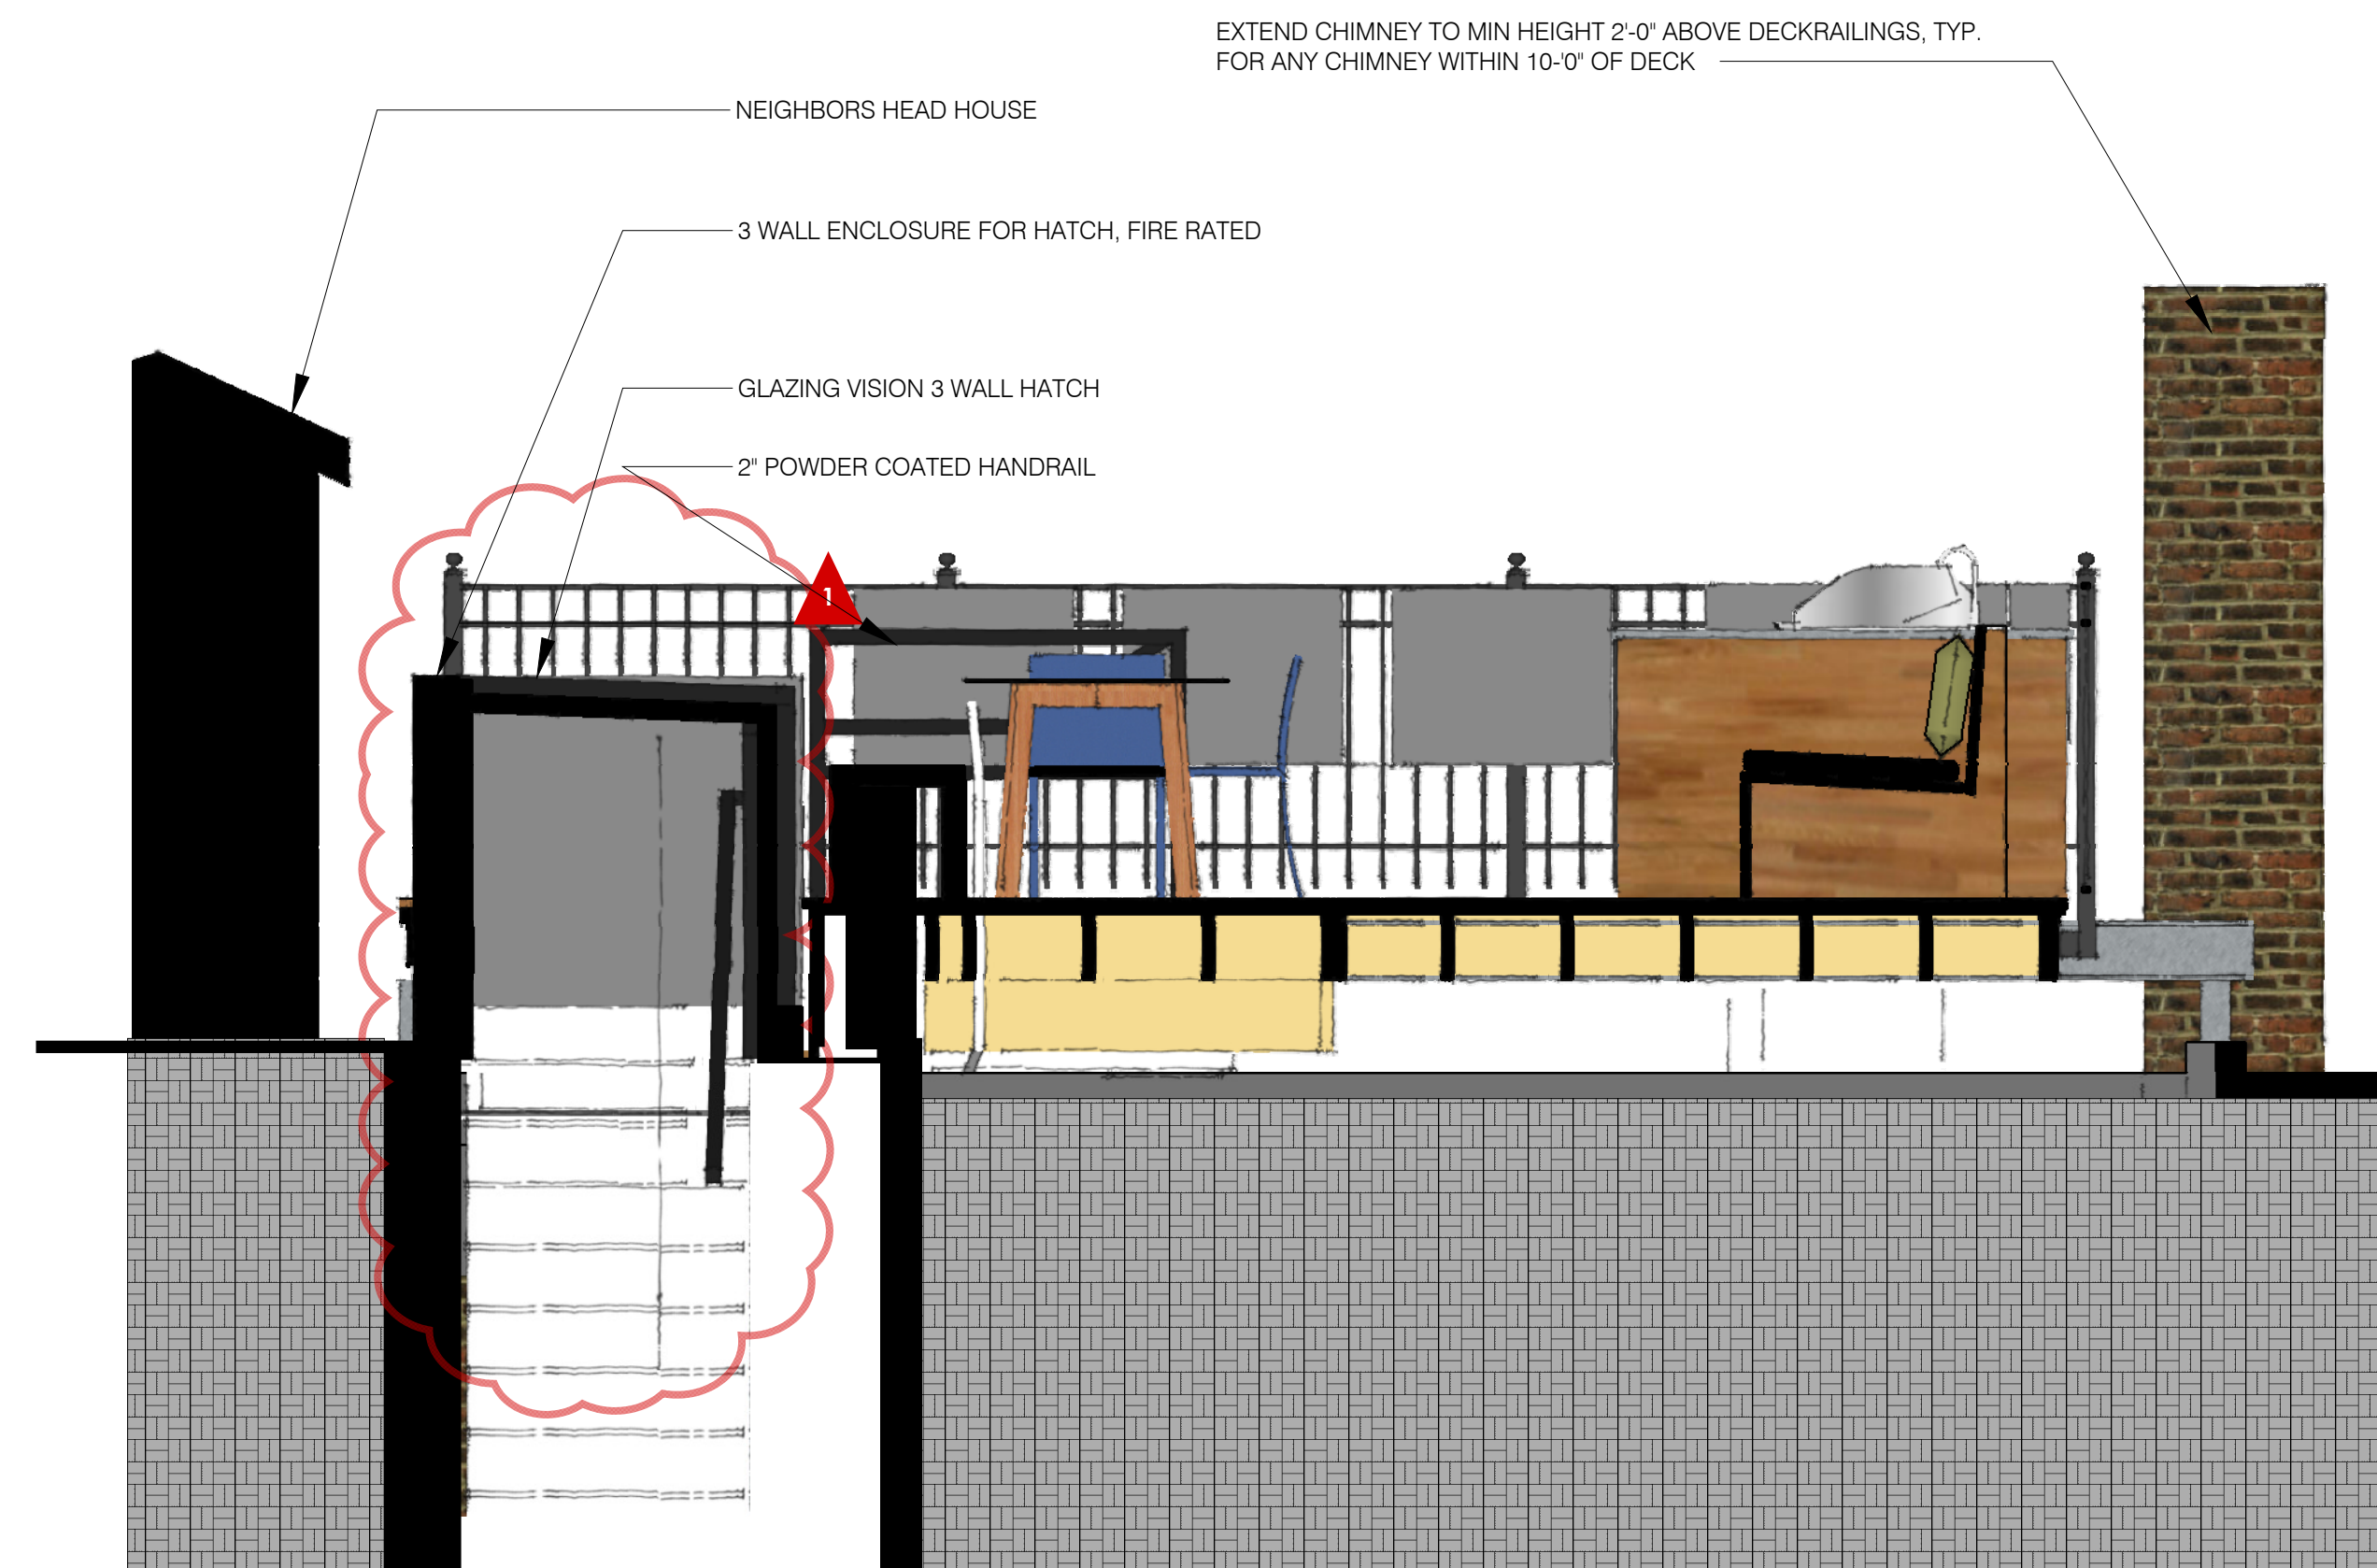 EXTEND CHIMNEY TO MIN HEIGHT 2'-0" ABOVE DECKRAILINGS, TYP.
FOR ANY CHIMNEY WITHIN 10-'0" OF DECK
NEIGHBORS HEAD HOUSE
3 WALL ENCLOSURE FOR HATCH, FIRE RATED
GLAZING VISION 3 WALL HATCH
2" POWDER COATED HANDRAIL
1